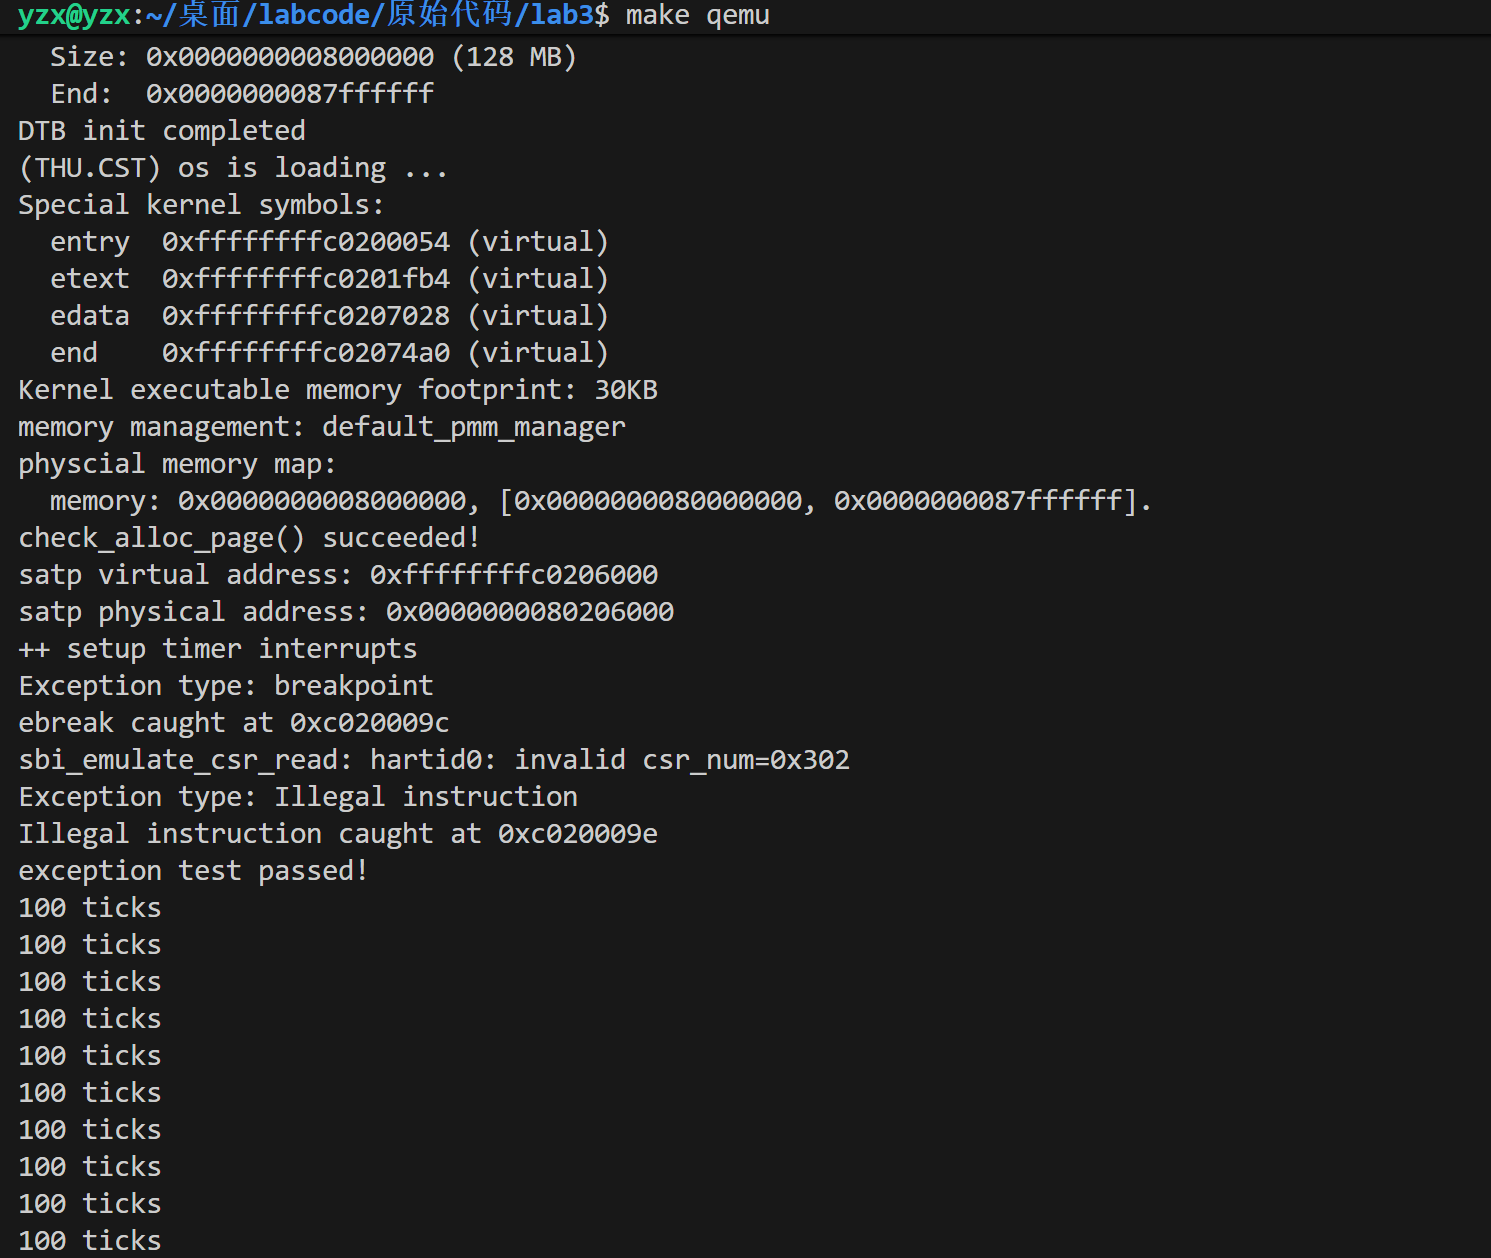 yzx@yzx:~/桌面/labcode/原始代码/lab3$ make qemu
  Size: 0x0000000008000000 (128 MB)
  End:  0x0000000087ffffff
DTB init completed
(THU.CST) os is loading ...
Special kernel symbols:
  entry  0xffffffffc0200054 (virtual)
  etext  0xffffffffc0201fb4 (virtual)
  edata  0xffffffffc0207028 (virtual)
  end    0xffffffffc02074a0 (virtual)
Kernel executable memory footprint: 30KB
memory management: default_pmm_manager
physcial memory map:
  memory: 0x0000000008000000, [0x0000000080000000, 0x0000000087ffffff].
check_alloc_page() succeeded!
satp virtual address: 0xffffffffc0206000
satp physical address: 0x0000000080206000
++ setup timer interrupts
Exception type: breakpoint
ebreak caught at 0xc020009c
sbi_emulate_csr_read: hartid0: invalid csr_num=0x302
Exception type: Illegal instruction
Illegal instruction caught at 0xc020009e
exception test passed!
100 ticks
100 ticks
100 ticks
100 ticks
100 ticks
100 ticks
100 ticks
100 ticks
100 ticks
100 ticks